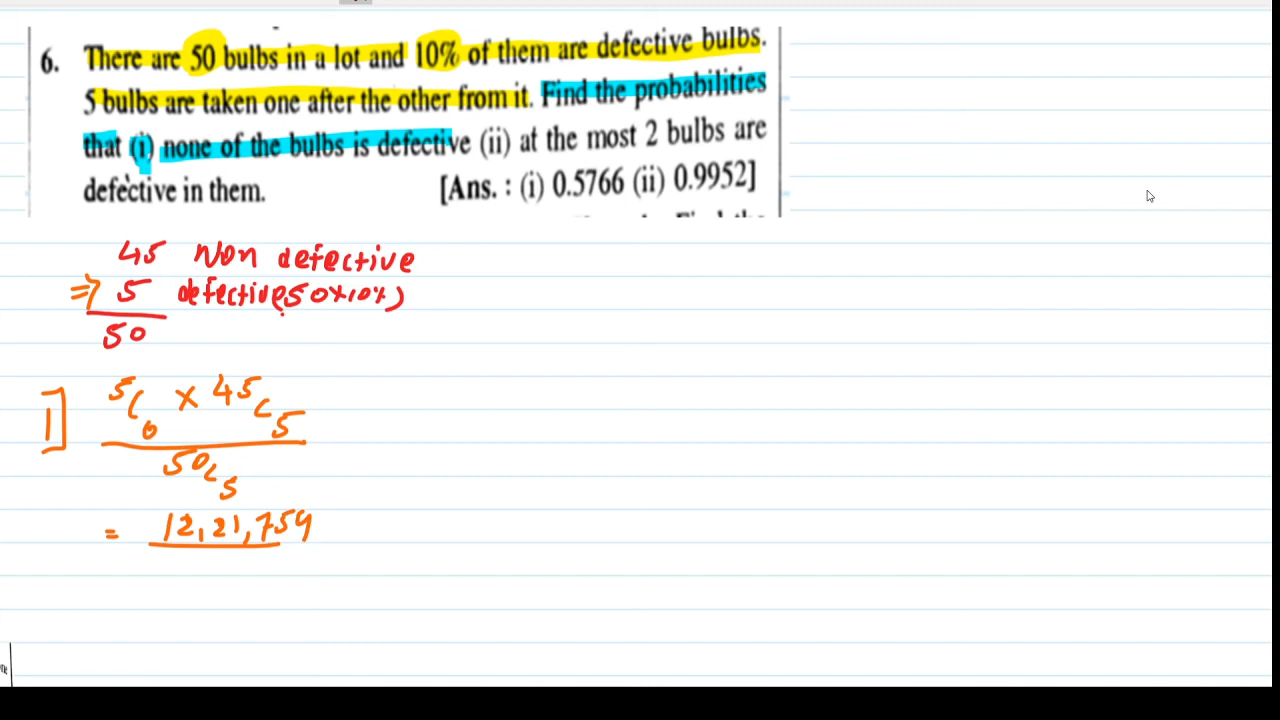 6. There are 50 bulbs in a lot and 10% of them are defective bulbs.
5 bulbs are taken one after the other from it. Find the probabilities
that (i) none of the bulbs is defective (ii) at the most 2 bulbs are
defective in them. [Ans. : (i) 0.5766 (ii) 0.9952]
45 Non defective
⇒ 5 defective(50×10%)
50
1] ⁵C₀ × ⁴⁵C₅
⁵⁰C₅
= 12,21,759